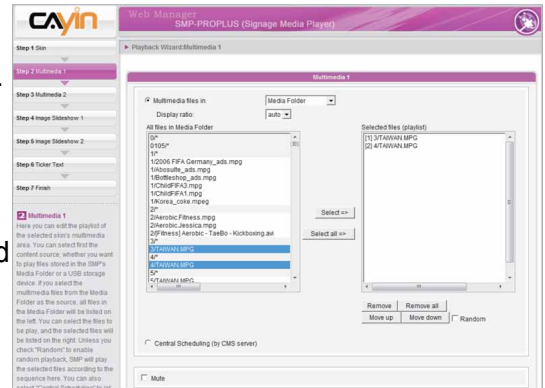 CAYIN
Web Manager
SMP-PROPLUS (Signage Media Player)
Step 1 Skin
Step 2 Multimedia 1
Step 3 Multimedia 2
Step 4 Image Slideshow 1
Step 5 Image Slideshow 2
Step 6 Ticker Text
Step 7 Finish
2 Multimedia 1
Here you can edit the playlist of
the selected skin's multimedia
area. You can select first the
content source, whether you want
to play files stored in the SMP's
Media Folder or a USB storage
device. If you select the
multimedia files from the Media
Folder as the source, all files in
the Media Folder will be listed on
the left. You can select the files to
be play, and the selected files will
be listed on the right. Unless you
check "Random" to enable
random playback, SMP will play
the selected files according to the
sequence here. You can also
d
Playback Wizard:Multimedia 1
Multimedia 1
Multimedia files in Media Folder
Display ratio: auto
All files in Media Folder
0/*
0105/*
1/*
1/2006 FIFA Germany_ads.mpg
1/Abosulte_ads.mpg
1/Bottleshop_ads.mpg
1/ChildFIFA3.mpg
1/ChildFIFA1.mpg
1/Korea_coke.mpeg
2/*
2/Aerobic.Fitness.mpg
2/Aerobic.Jessica.mpg
2/[Fitness] Aerobic - TaeBo - Kickboxing.avi
3/*
3/TAIWAN.MPG
4/*
4/TAIWAN.MPG
5/*
5/TAIWAN.MPG
Select =>
Select all =>
Selected files (playlist)
[1] 3/TAIWAN.MPG
[2] 4/TAIWAN.MPG
Remove Remove all
Move up Move down Random
Central Scheduling (by CMS server)
Mute